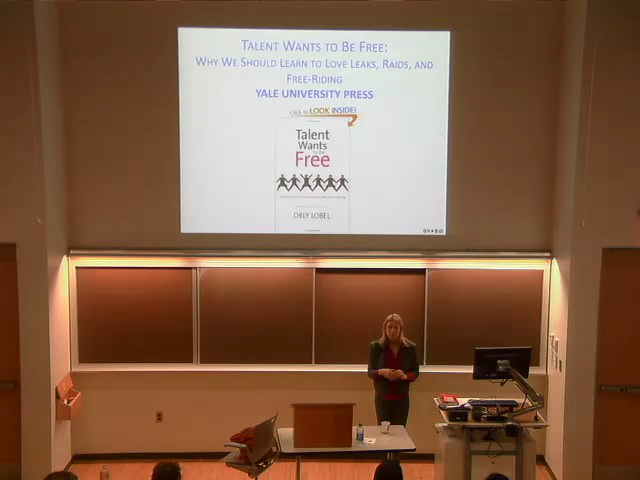 TALENT WANTS TO BE FREE:
WHY WE SHOULD LEARN TO LOVE LEAKS, RAIDS, AND
FREE-RIDING
YALE UNIVERSITY PRESS
Click to LOOK INSIDE!
Talent
Wants
to be
Free
ORLY LOBEL